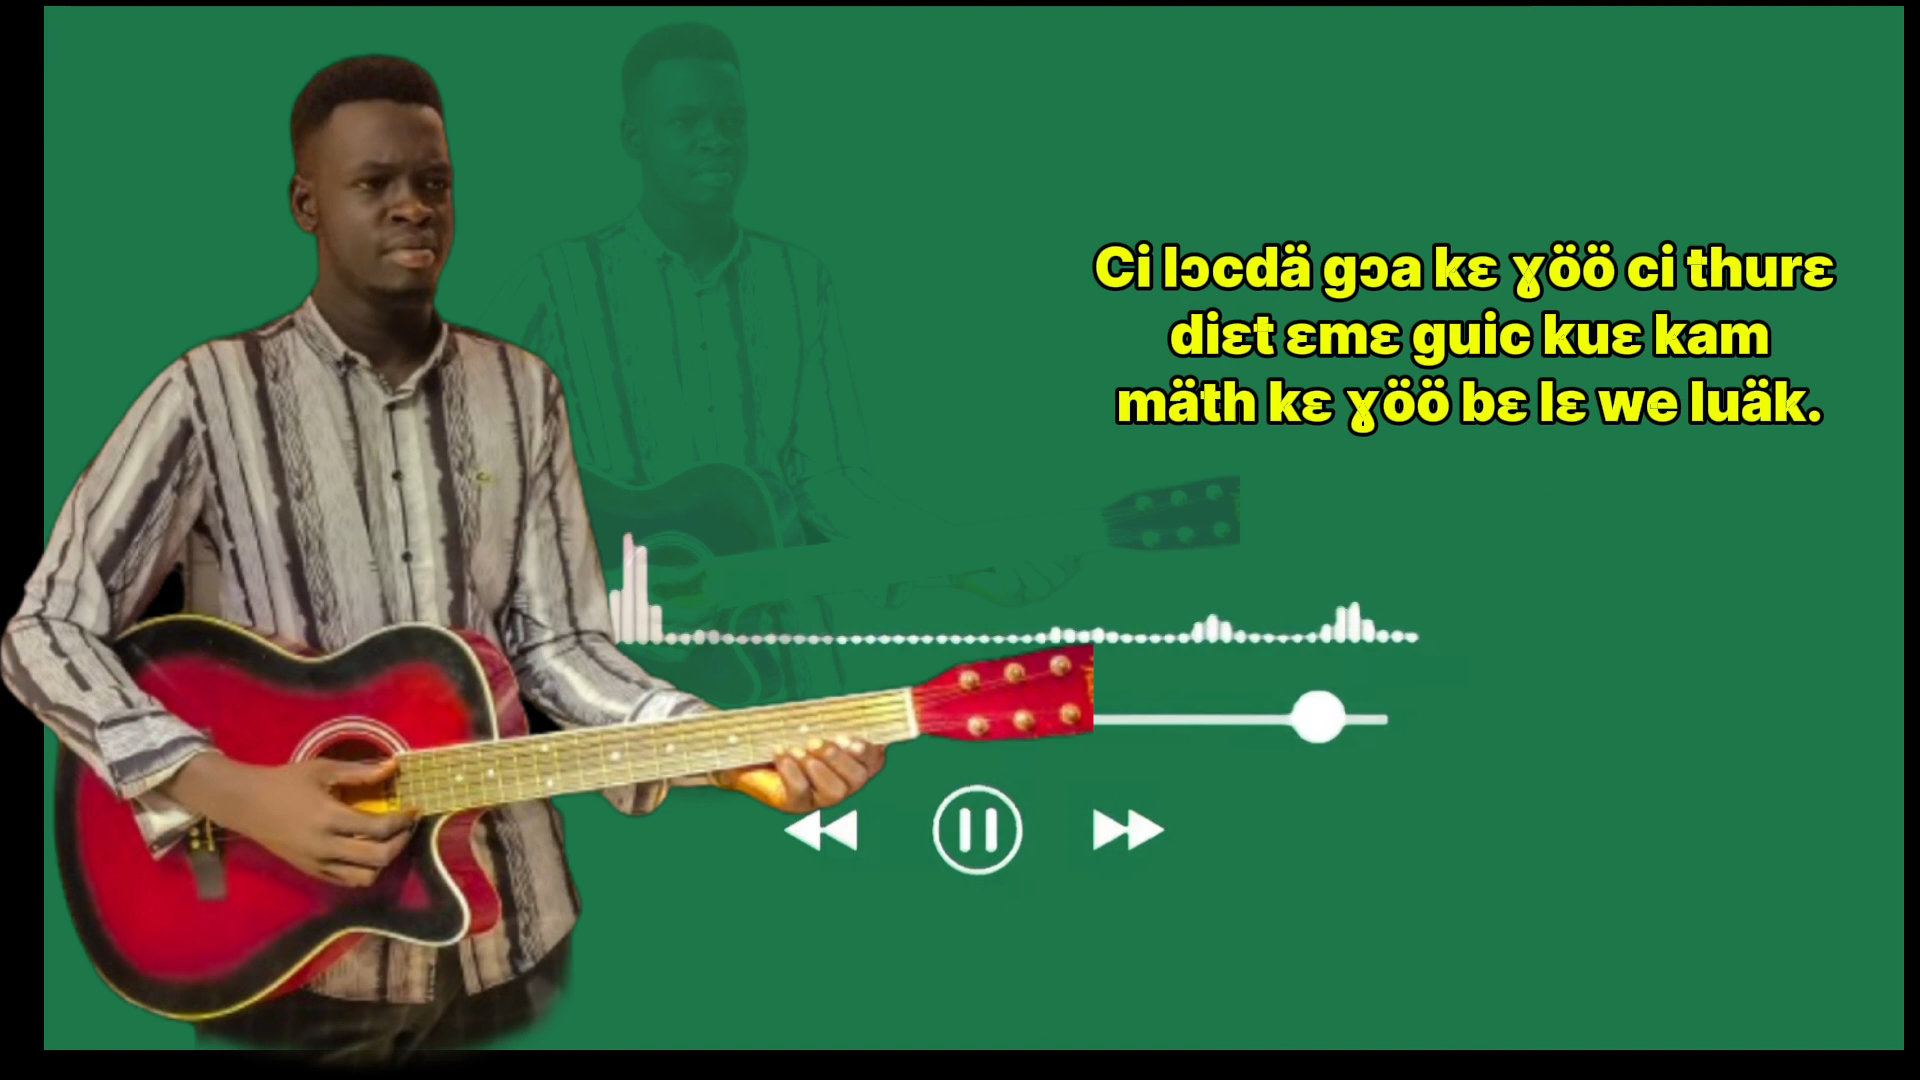 Ci lɔcdä gɔa kɛ ɣöö ci thurɛ
diɛt ɛmɛ guic kuɛ kam
mäth kɛ ɣöö bɛ lɛ we luäk.